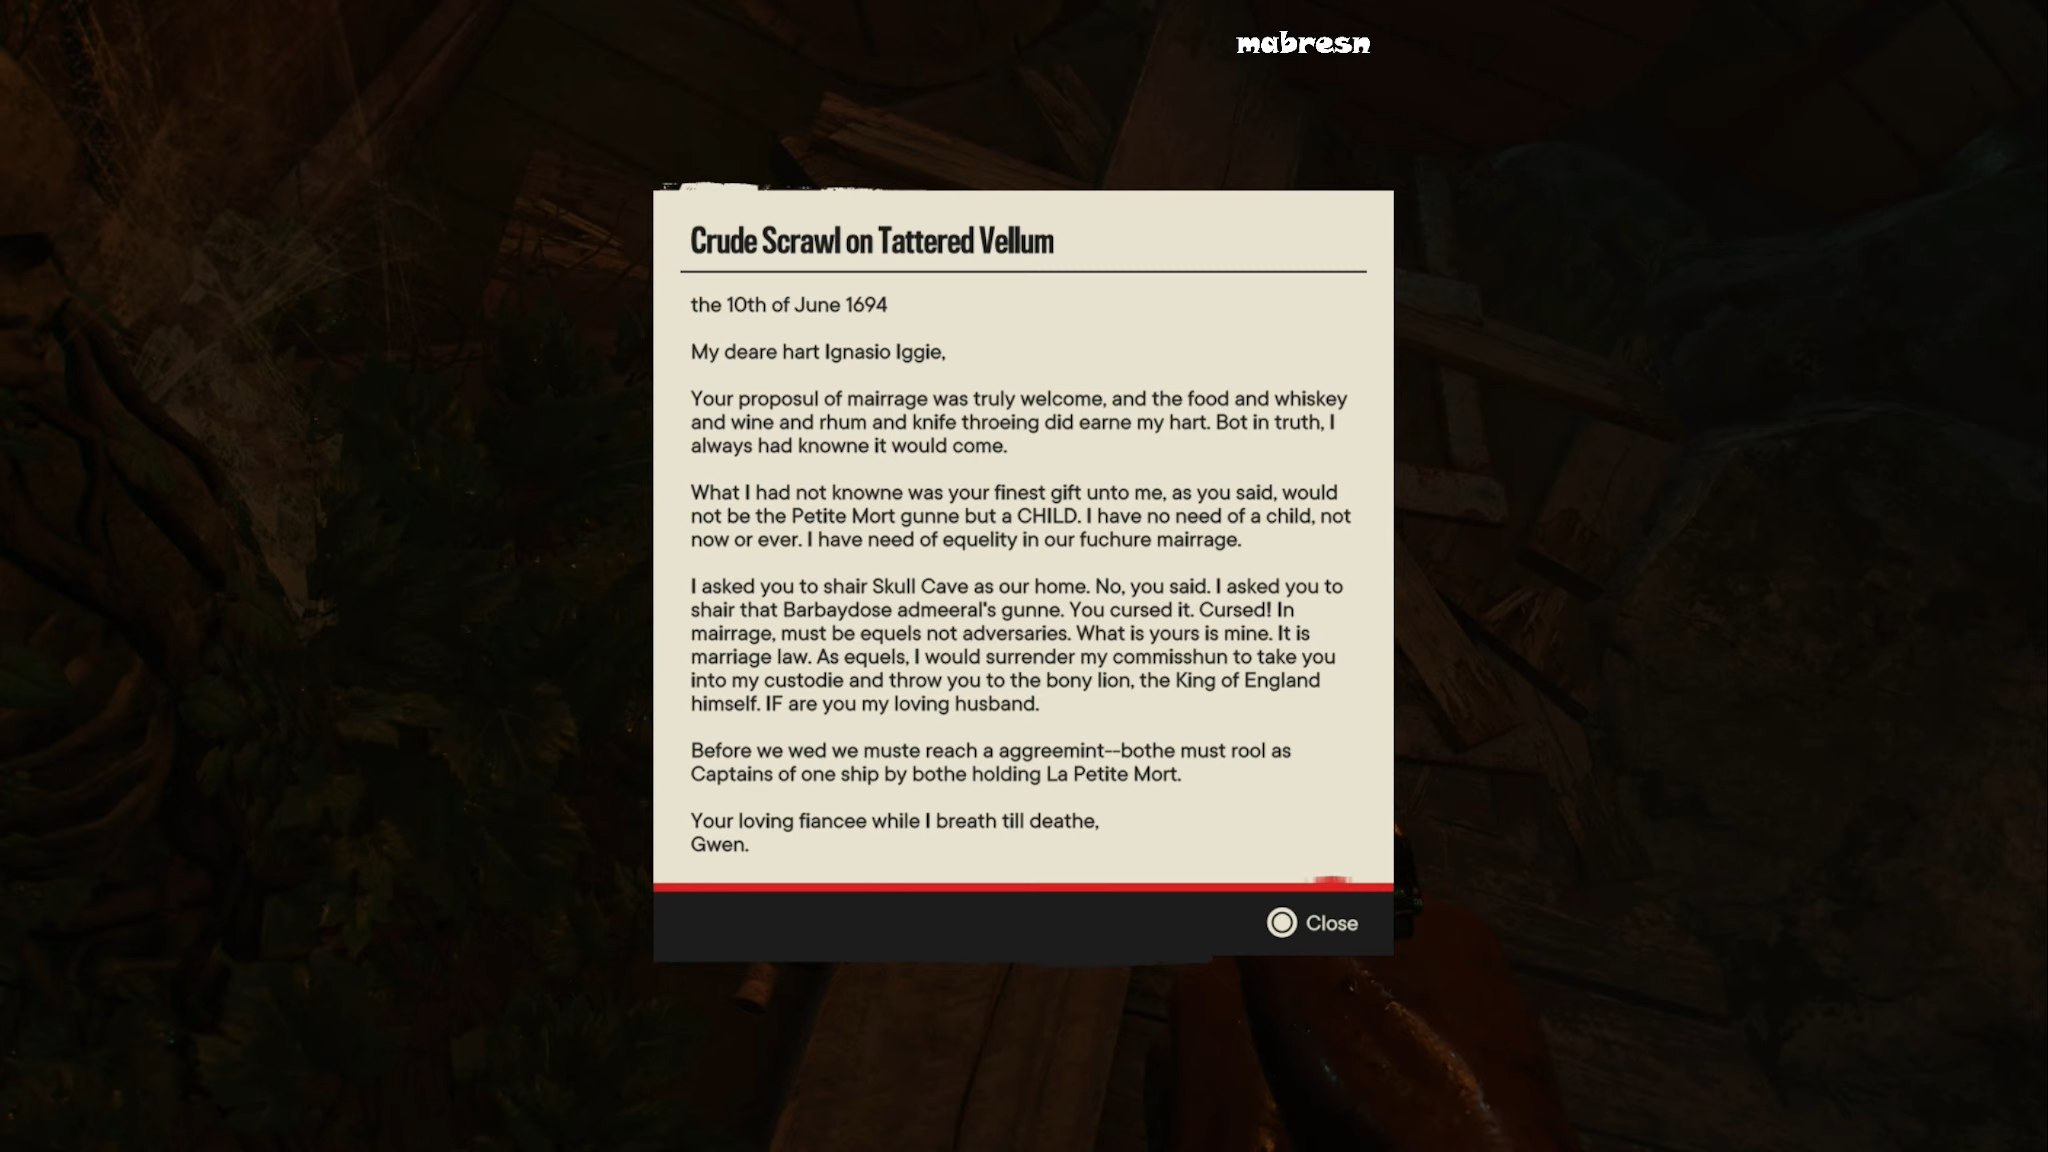 mabresn
Crude Scrawl on Tattered Vellum
the 10th of June 1694
My deare hart Ignasio Iggie,
Your proposul of mairrage was truly welcome, and the food and whiskey
and wine and rhum and knife throeing did earne my hart. Bot in truth, I
always had knowne it would come.
What I had not knowne was your finest gift unto me, as you said, would
not be the Petite Mort gunne but a CHILD. I have no need of a child, not
now or ever. I have need of equelity in our fuchure mairrage.
I asked you to shair Skull Cave as our home. No, you said. I asked you to
shair that Barbaydose admeeral's gunne. You cursed it. Cursed! In
mairrage, must be equels not adversaries. What is yours is mine. It is
marriage law. As equels, I would surrender my commisshun to take you
into my custodie and throw you to the bony lion, the King of England
himself. IF are you my loving husband.
Before we wed we muste reach a aggreemint--bothe must rool as
Captains of one ship by bothe holding La Petite Mort.
Your loving fiancee while I breath till deathe,
Gwen.
Close